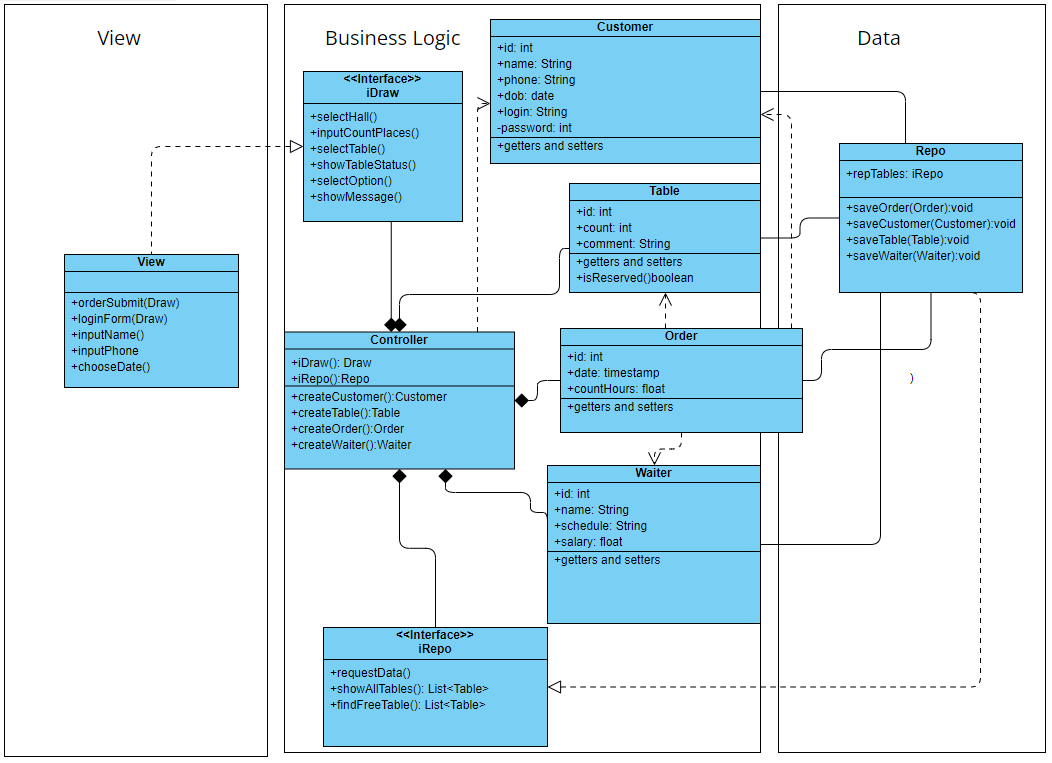 View
View
+orderSubmit(Draw)
+loginForm(Draw)
+inputName()
+inputPhone
+chooseDate()
Business Logic
<<Interface>>
iDraw
+selectHall()
+inputCountPlaces()
+selectTable()
+showTableStatus()
+selectOption()
+showMessage()
Customer
+id: int
+name: String
+phone: String
+dob: date
+login: String
-password: int
+getters and setters
Table
+id: int
+count: int
+comment: String
+getters and setters
+isReserved()boolean
Controller
+iDraw(): Draw
+iRepo():Repo
+createCustomer():Customer
+createTable():Table
+createOrder():Order
+createWaiter():Waiter
Order
+id: int
+date: timestamp
+countHours: float
+getters and setters
Waiter
+id: int
+name: String
+schedule: String
+salary: float
+getters and setters
<<Interface>>
iRepo
+requestData()
+showAllTables(): List<Table>
+findFreeTable(): List<Table>
Data
Repo
+repTables: iRepo
+saveOrder(Order):void
+saveCustomer(Customer):void
+saveTable(Table):void
+saveWaiter(Waiter):void
)